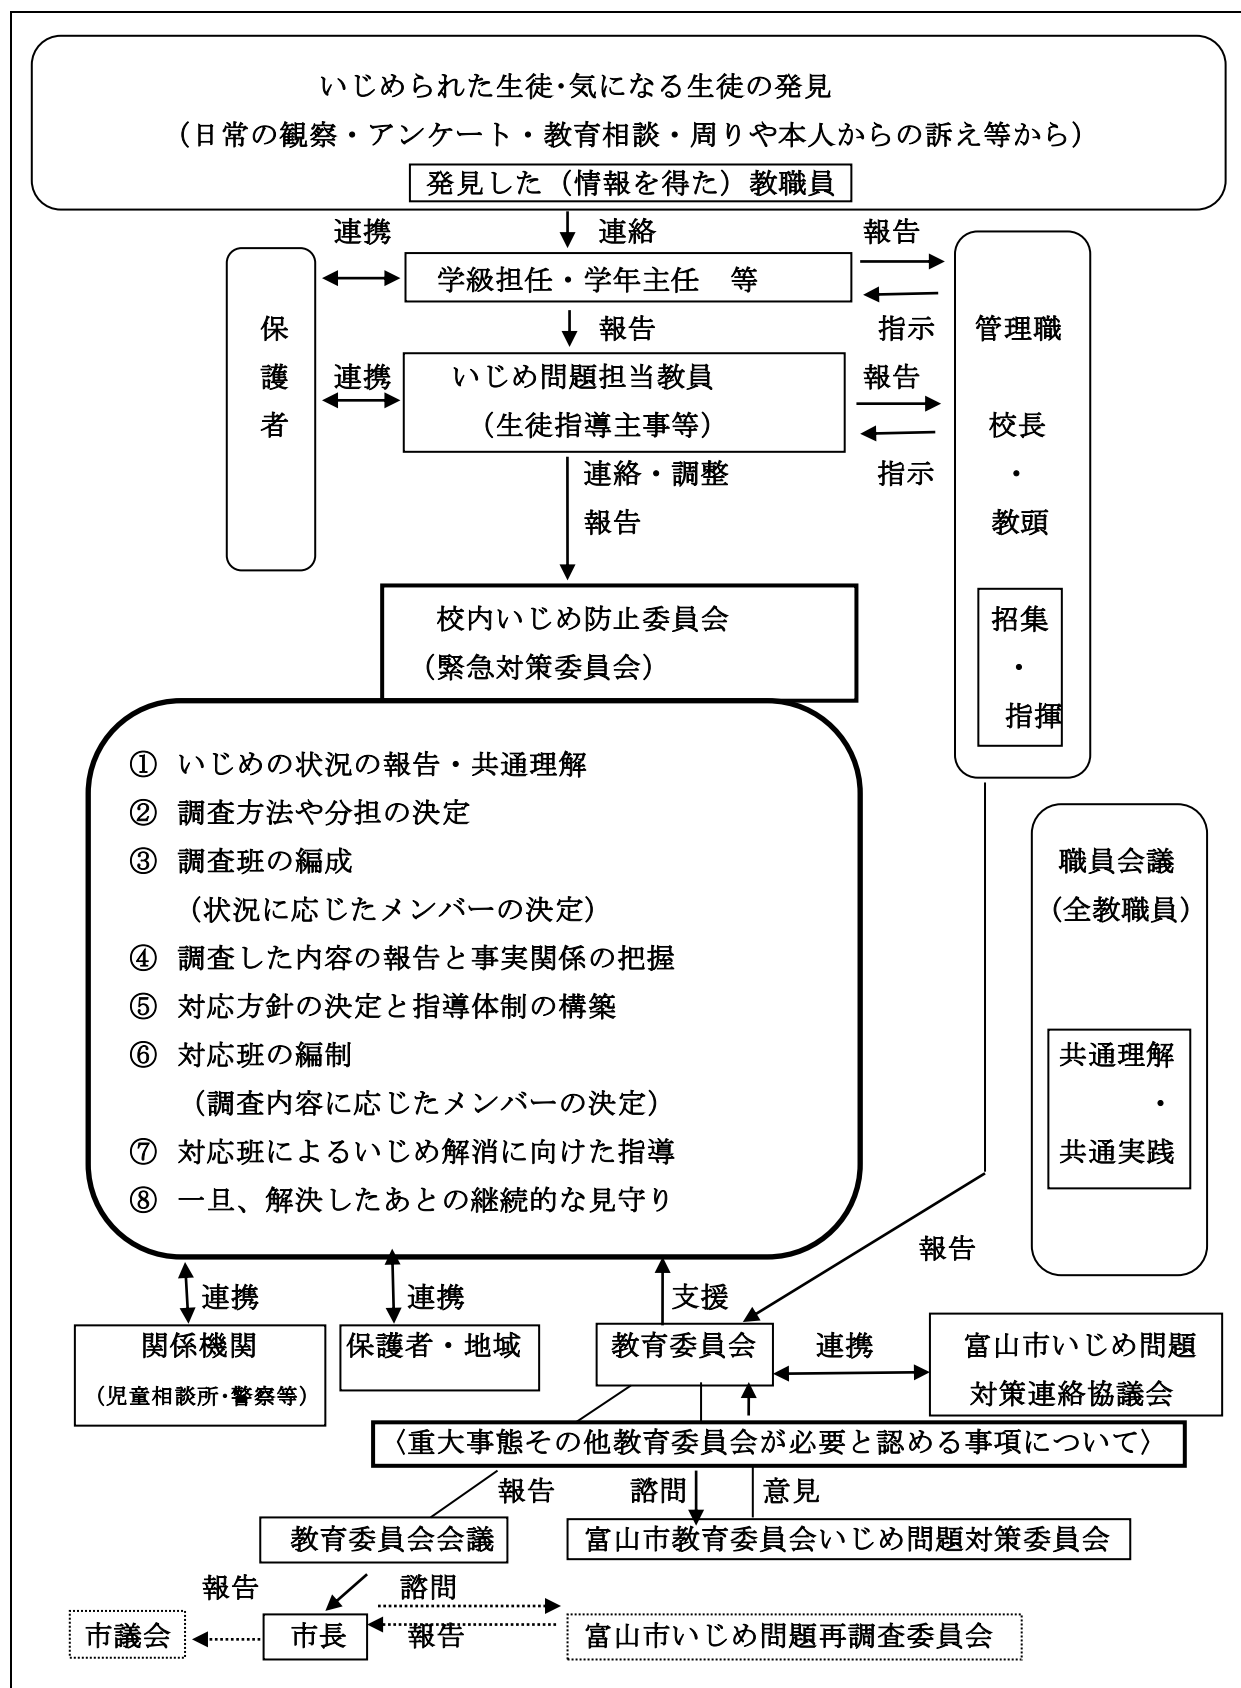 いじめられた生徒・気になる生徒の発見
（日常の観察・アンケート・教育相談・周りや本人からの訴え等から）
発見した（情報を得た）教職員
連携
連絡
報告
学級担任・学年主任　等
報告
指示
保護者
管理職
校長
・
教頭
招集
・
指揮
連携
いじめ問題担当教員
（生徒指導主事等）
報告
指示
連絡・調整
報告
校内いじめ防止委員会
（緊急対策委員会）
① いじめの状況の報告・共通理解
② 調査方法や分担の決定
③ 調査班の編成
（状況に応じたメンバーの決定）
④ 調査した内容の報告と事実関係の把握
⑤ 対応方針の決定と指導体制の構築
⑥ 対応班の編制
（調査内容に応じたメンバーの決定）
⑦ 対応班によるいじめ解消に向けた指導
⑧ 一旦、解決したあとの継続的な見守り
職員会議
（全教職員）
共通理解
・
共通実践
報告
連携
連携
支援
関係機関
（児童相談所・警察等）
保護者・地域
教育委員会
連携
富山市いじめ問題
対策連絡協議会
〈重大事態その他教育委員会が必要と認める事項について〉
報告
諮問
意見
教育委員会会議
富山市教育委員会いじめ問題対策委員会
報告
諮問
市議会
市長
報告
富山市いじめ問題再調査委員会